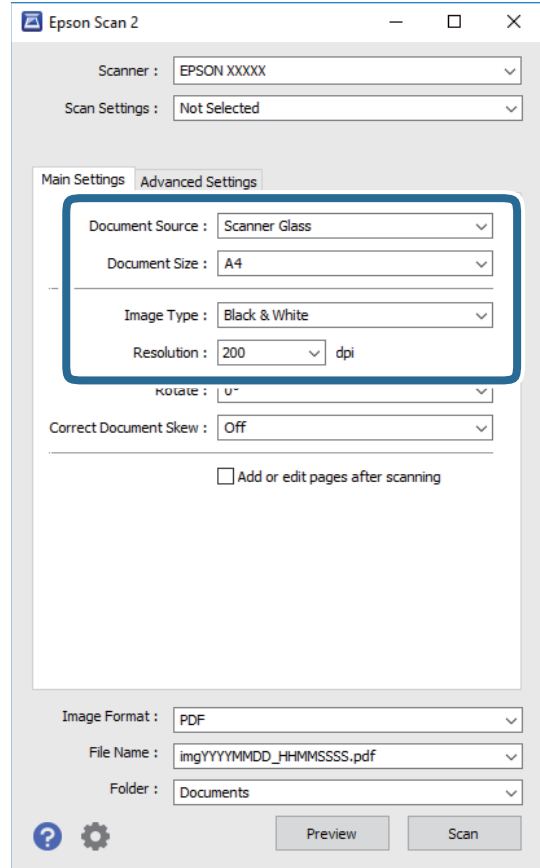 Epson Scan 2
Scanner : EPSON XXXXX
Scan Settings : Not Selected
Main Settings Advanced Settings
Document Source : Scanner Glass
Document Size : A4
Image Type : Black & White
Resolution : 200 dpi
Rotate : 0°
Correct Document Skew : Off
Add or edit pages after scanning
Image Format : PDF
File Name : imgYYYYMMDD_HHMMSSSS.pdf
Folder : Documents
? Preview Scan